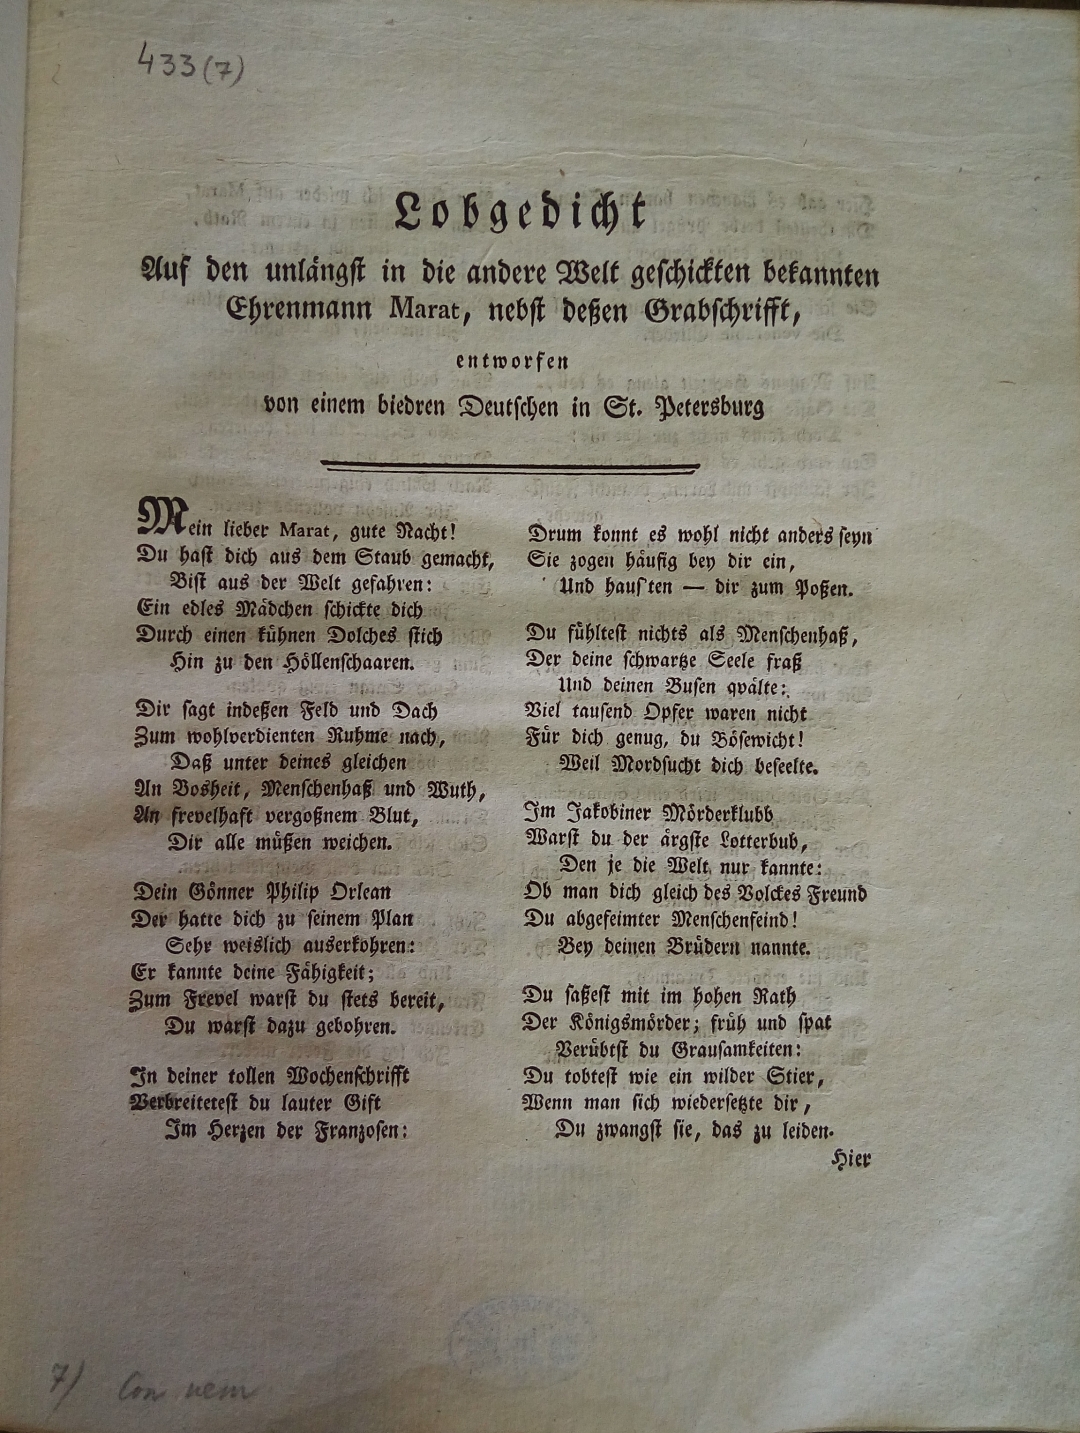 433(7)
Lobgedicht
Auf den unlängst in die andere Welt geschickten bekannten
Ehrenmann Marat, nebst deßen Grabschrifft,
entworfen
von einem biedren Deutschen in St. Petersburg
Mein lieber Marat, gute Nacht!
Du hast dich aus dem Staub gemacht,
Bist aus der Welt gefahren:
Ein edles Mädchen schickte dich
Durch einen kühnen Dolches stich
Hin zu den Höllenschaaren.
Dir sagt indeßen Feld und Dach
Zum wohlverdienten Ruhme nach,
Daß unter deines gleichen
An Bosheit, Menschenhaß und Wuth,
An frevelhaft vergoßnem Blut,
Dir alle müßen weichen.
Dein Gönner Philip Orlean
Der hatte dich zu seinem Plan
Sehr weislich auserkohren:
Er kannte deine Fähigkeit;
Zum Frevel warst du stets bereit,
Du warst dazu gebohren.
In deiner tollen Wochenschrifft
Verbreitetest du lauter Gift
Im Herzen der Franzosen:
Drum konnt es wohl nicht anders seyn
Sie zogen häufig bey dir ein,
Und haus'ten — dir zum Poßen.
Du fühltest nichts als Menschenhaß,
Der deine schwartze Seele fraß
Und deinen Busen qvälte:
Viel tausend Opfer waren nicht
Für dich genug, du Bösewicht!
Weil Mordsucht dich beseelte.
Im Jakobiner Mörderklubb
Warst du der ärgste Lotterbub,
Den je die Welt nur kannte:
Ob man dich gleich des Volckes Freund
Du abgefeimter Menschenfeind!
Bey deinen Brüdern nannte.
Du saßest mit im hohen Rath
Der Königsmörder; früh und spat
Verübtst du Grausamkeiten:
Du tobtest wie ein wilder Stier,
Wenn man sich wiedersetzte dir,
Du zwangst sie, das zu leiden.
Hier
7)